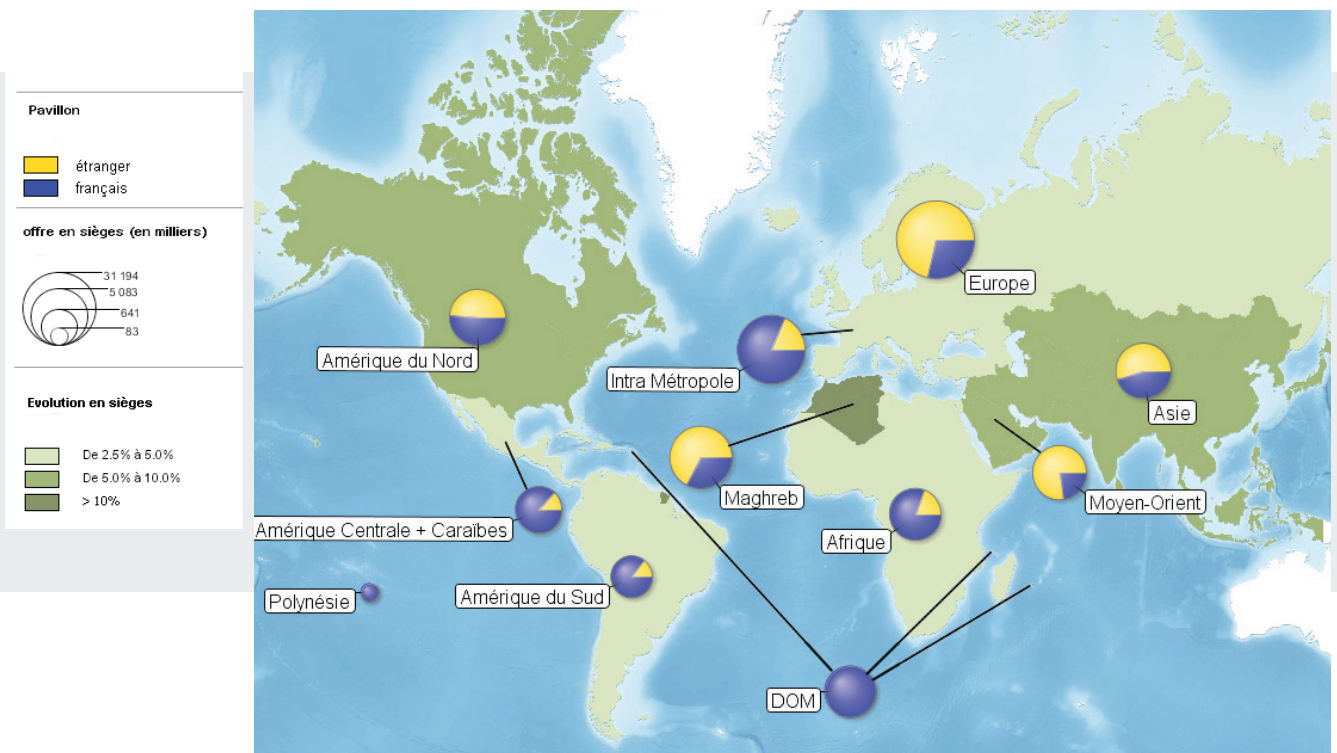 Pavillon
étranger
français
offre en sièges (en milliers)
31 194
5 083
641
83
Evolution en sièges
De 2.5% à 5.0%
De 5.0% à 10.0%
> 10%
Europe
Amérique du Nord
Intra Métropole
Asie
Maghreb
Moyen-Orient
Amérique Centrale + Caraïbes
Afrique
Polynésie
Amérique du Sud
DOM